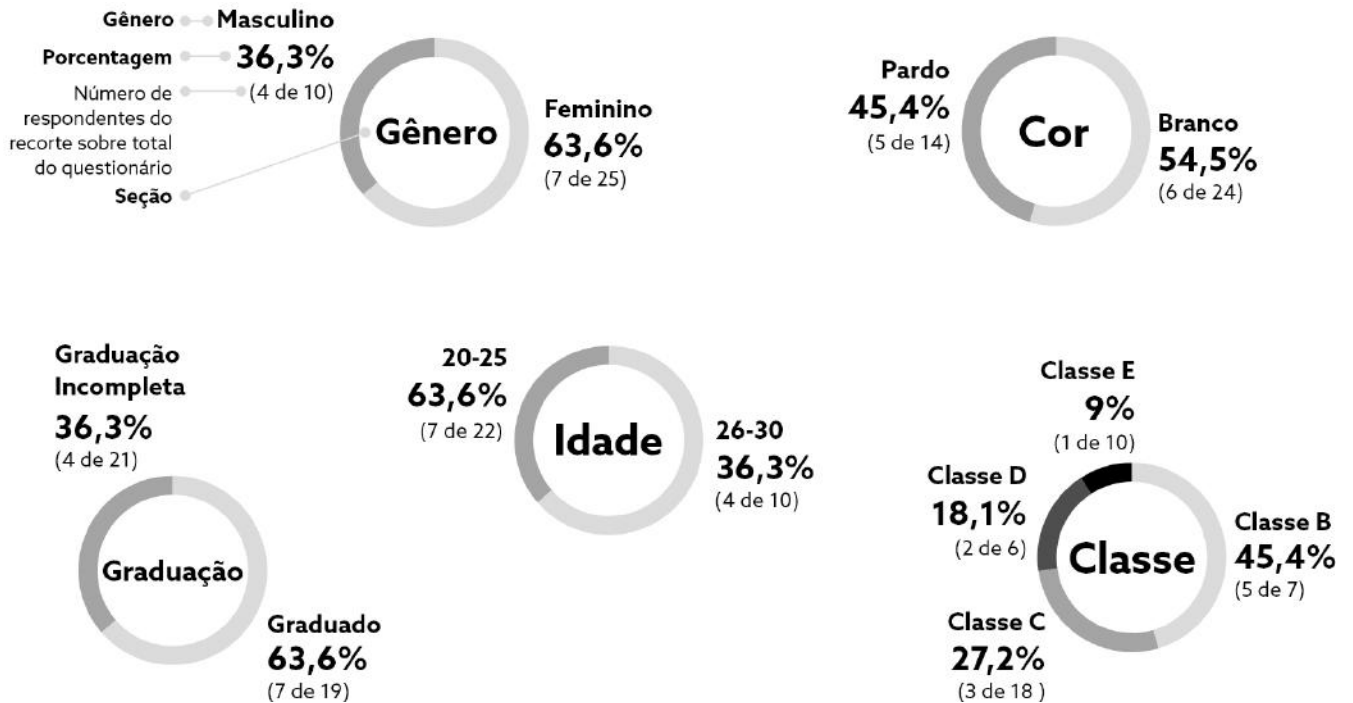 Gênero
Masculino
Porcentagem
36,3%
Número de
respondentes do
recorte sobre total
do questionário
(4 de 10)
Seção
Gênero
Feminino
63,6%
(7 de 25)
Pardo
45,4%
(5 de 14)
Cor
Branco
54,5%
(6 de 24)
Graduação
Incompleta
36,3%
(4 de 21)
Graduação
Graduado
63,6%
(7 de 19)
20-25
63,6%
(7 de 22)
Idade
26-30
36,3%
(4 de 10)
Classe E
9%
(1 de 10)
Classe D
18,1%
(2 de 6)
Classe
Classe B
45,4%
(5 de 7)
Classe C
27,2%
(3 de 18 )